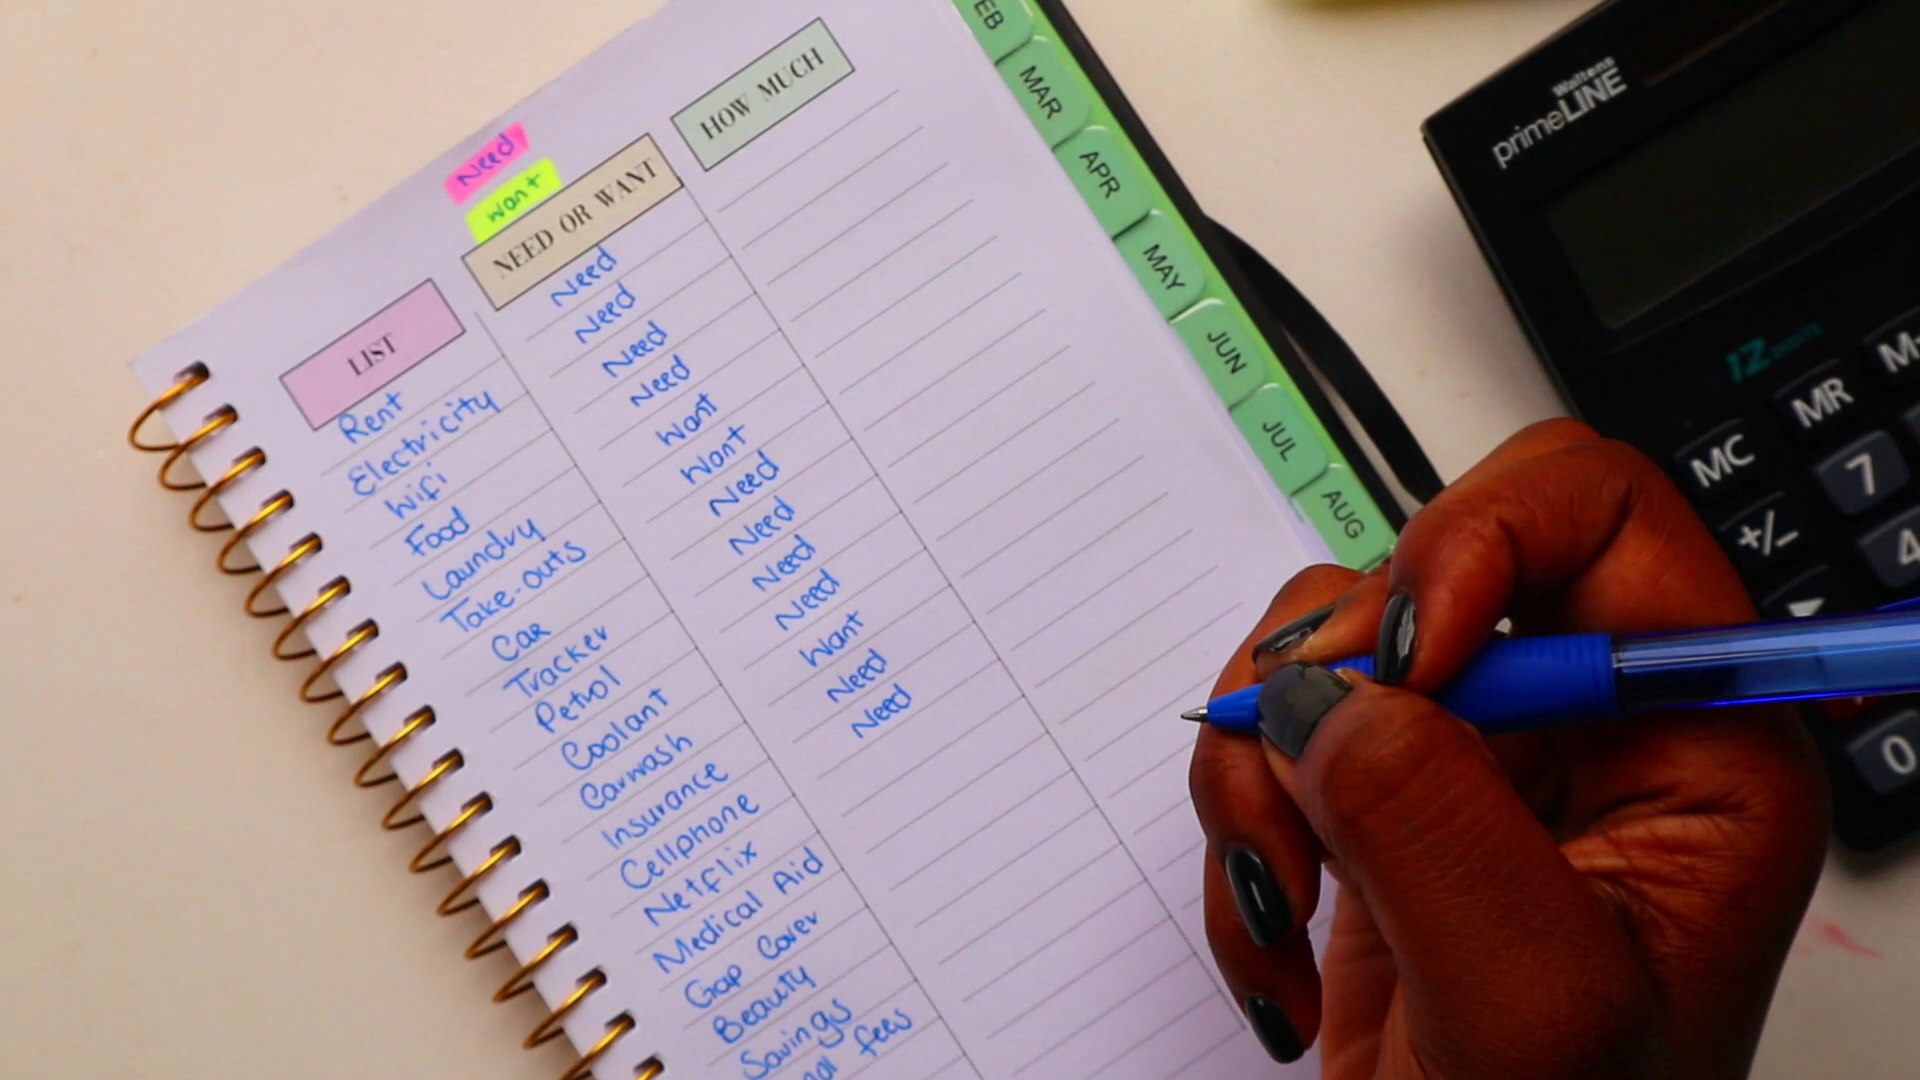 Need
Want
LIST NEED OR WANT HOW MUCH
Rent Need
Electricity Need
Wifi Need
Food Need
Laundry Want
Take-outs Want
Car Need
Tracker Need
Petrol Need
Coolant Need
Carwash Want
Insurance Need
Cellphone Need
Netflix
Medical Aid
Gap Cover
Beauty
Savings
fees
MAR
APR
MAY
JUN
JUL
AUG
Waltens
primeLINE
12
MC MR
+/- 7
4
0